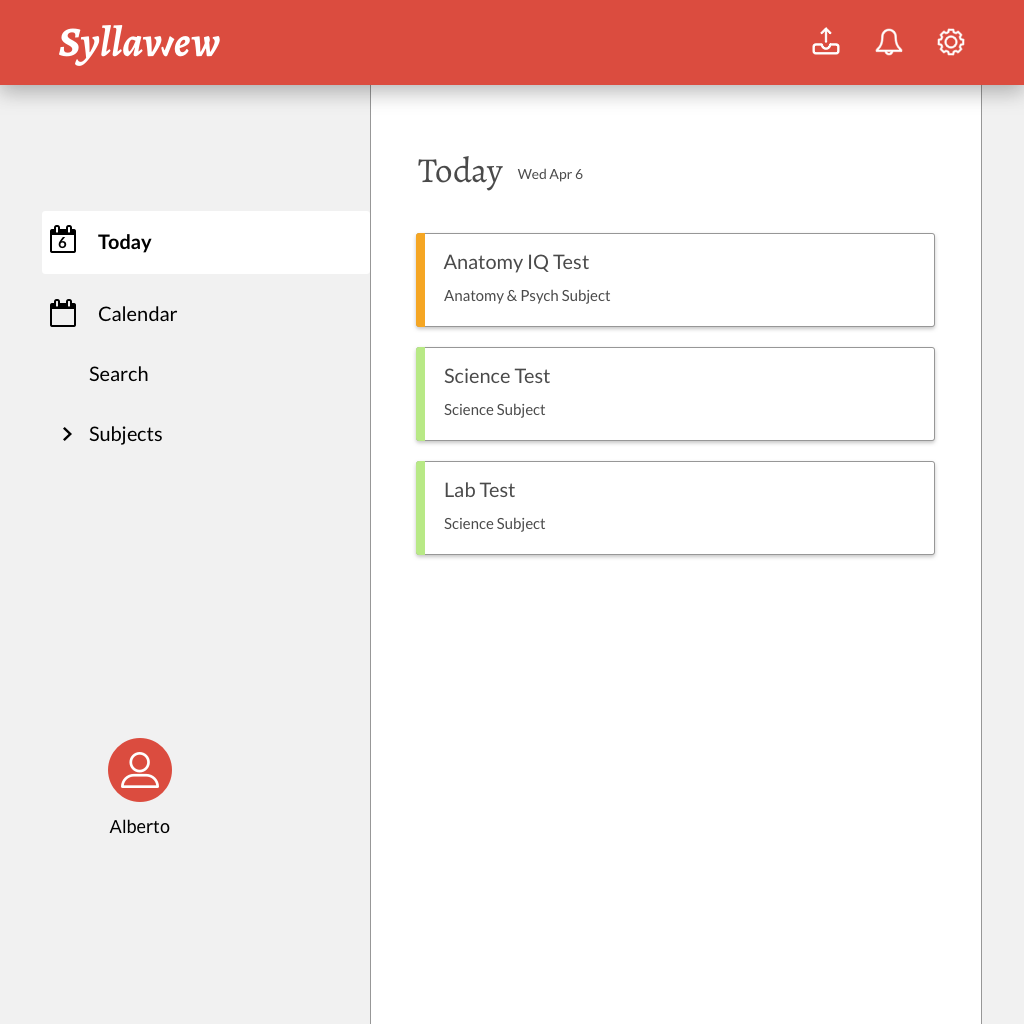 Syllavvew
Today
Wed Apr 6
6
Today
Calendar
Search
Subjects
Anatomy IQ Test
Anatomy & Psych Subject
Science Test
Science Subject
Lab Test
Science Subject
Alberto